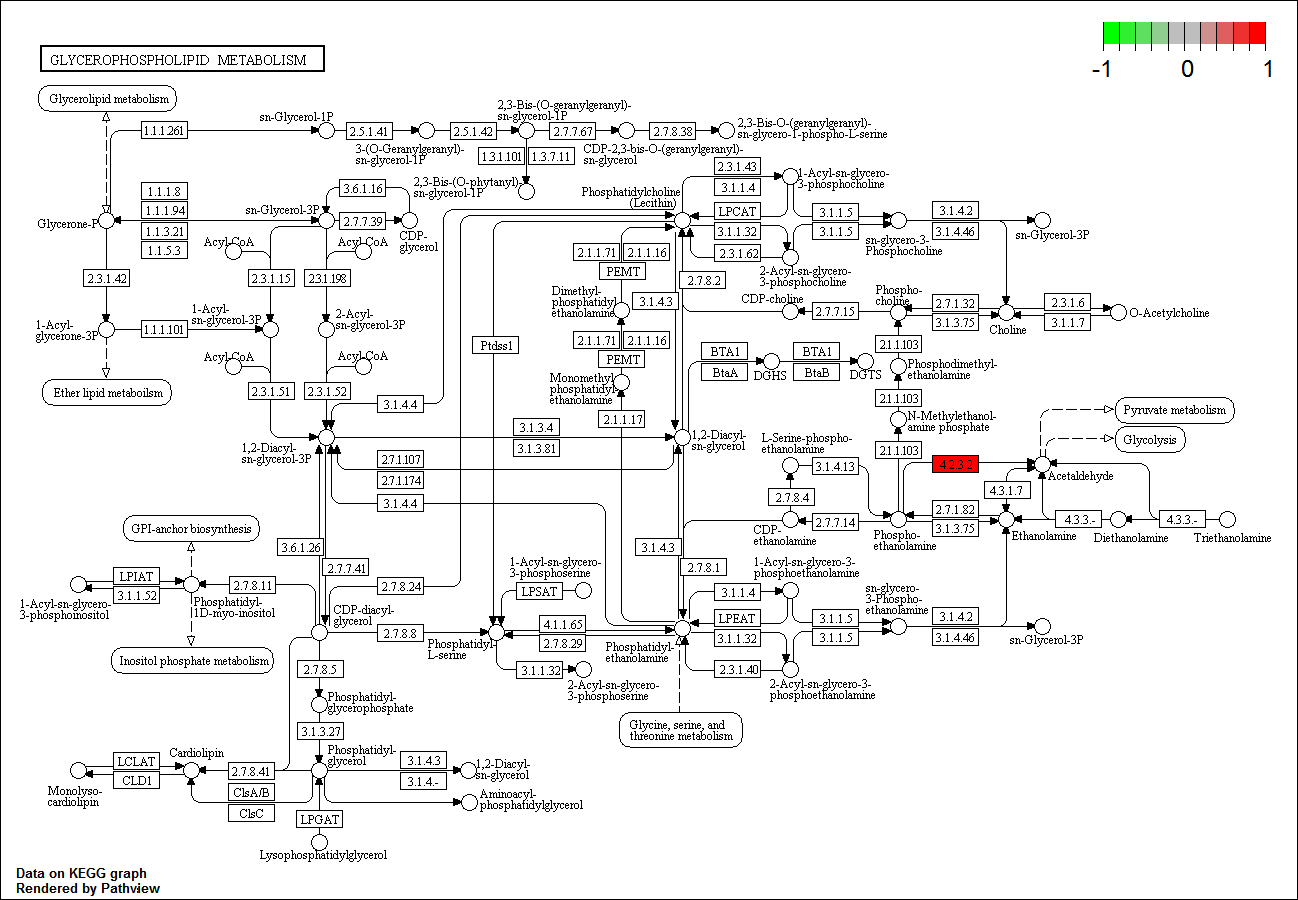 GLYCEROPHOSPHOLIPID METABOLISM
-1
0
1
Glycerolipid metabolism
1.1.1.261
sn-Glycerol-1P
2.5.1.41
3-(O-Geranylgeranyl)-
sn-glycerol-1P
2.5.1.42
2,3-Bis-(O-geranylgeranyl)-
sn-glycerol-1P
2.7.7.67
CDP-2,3-bis-O-(geranylgeranyl)-
sn-glycerol
2.7.8.38
2,3-Bis-O-(geranylgeranyl)-
sn-glycero-1-phospho-L-serine
1.3.1.101
1.3.7.11
2,3-Bis-(O-phytanyl)-
sn-glycerol-1P
1.1.1.8
1.1.1.94
1.1.3.21
1.1.5.3
Glycerone-P
sn-Glycerol-3P
3.6.1.16
2.7.7.39
CDP-
glycerol
Acyl-CoA
Acyl-CoA
2.3.1.42
2.3.1.15
2.3.1.198
1-Acyl-
glycerone-3P
1.1.1.101
1-Acyl-
sn-glycerol-3P
2-Acyl-
sn-glycerol-3P
Acyl-CoA
Acyl-CoA
Ether lipid metabolism
2.3.1.51
2.3.1.52
3.1.4.4
1,2-Diacyl-
sn-glycerol-3P
3.1.3.4
3.1.3.81
2.7.1.107
2.7.1.174
3.1.4.4
Ptdss1
Phosphatidylcholine
(Lecithin)
2.3.1.43
3.1.1.4
LPCAT
3.1.1.32
2.3.1.62
1-Acyl-sn-glycero-
3-phosphocholine
2-Acyl-sn-glycero-
3-phosphocholine
3.1.1.5
3.1.1.5
sn-glycero-3-
Phosphocholine
3.1.4.2
3.1.4.46
sn-Glycerol-3P
2.1.1.71
2.1.1.16
PEMT
Dimethyl-
phosphatidyl
ethanolamine
3.1.4.3
2.7.8.2
CDP-choline
2.7.7.15
Phospho-
choline
2.7.1.32
3.1.3.75
Choline
2.3.1.6
3.1.1.7
O-Acetylcholine
2.1.1.71
2.1.1.16
PEMT
Monomethyl
phosphatidyl
ethanolamine
2.1.1.17
BTA1
BtaA
DGHS
BTA1
BtaB
DGTS
2.1.1.103
Phosphodimethyl-
ethanolamine
2.1.1.103
N-Methylethanol-
amine phosphate
2.1.1.103
1,2-Diacyl-
sn-glycerol
L-Serine-phospho-
ethanolamine
3.1.4.13
2.7.8.4
CDP-
ethanolamine
2.7.7.14
Phospho-
ethanolamine
4.2.3.2
Pyruvate metabolism
Glycolysis
Acetaldehyde
4.3.1.7
2.7.1.82
3.1.3.75
Ethanolamine
4.3.3.-
Diethanolamine
4.3.3.-
Triethanolamine
GPI-anchor biosynthesis
3.6.1.26
2.7.7.41
3.1.4.3
2.7.8.1
LPIAT
3.1.1.52
1-Acyl-sn-glycero-
3-phosphoinositol
2.7.8.11
Phosphatidyl-
1D-myo-inositol
Inositol phosphate metabolism
2.7.8.24
CDP-diacyl-
glycerol
2.7.8.8
Phosphatidyl-
L-serine
1-Acyl-sn-glycero-
3-phosphoserine
LPSAT
4.1.1.65
2.7.8.29
3.1.1.32
2-Acyl-sn-glycero-
3-phosphoserine
Phosphatidyl-
ethanolamine
1-Acyl-sn-glycero-3-
phosphoethanolamine
3.1.1.4
LPEAT
3.1.1.32
2.3.1.40
2-Acyl-sn-glycero-3-
phosphoethanolamine
3.1.1.5
3.1.1.5
sn-glycero-
3-Phospho-
ethanolamine
3.1.4.2
3.1.4.46
sn-Glycerol-3P
Glycine, serine, and
threonine metabolism
2.7.8.5
Phosphatidyl-
glycerophosphate
3.1.3.27
Phosphatidyl-
glycerol
LCLAT
CLD1
Monolyso-
cardiolipin
Cardiolipin
2.7.8.41
ClsA/B
ClsC
3.1.4.3
3.1.4.-
1,2-Diacyl-
sn-glycerol
Aminoacyl-
phosphatidylglycerol
LPGAT
Lysophosphatidylglycerol
Data on KEGG graph
Rendered by Pathview